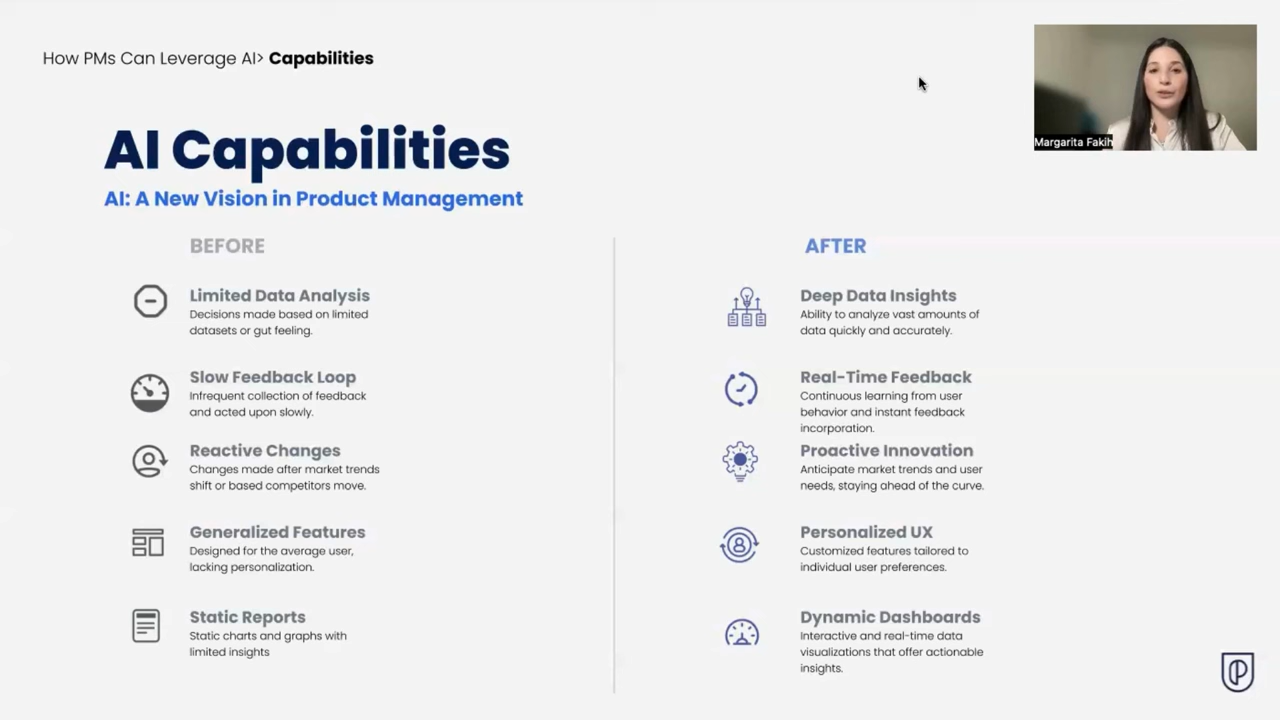 How PMs Can Leverage AI> Capabilities
Margarita Fakih
AI Capabilities
AI: A New Vision in Product Management
BEFORE
Limited Data Analysis
Decisions made based on limited
datasets or gut feeling.
Slow Feedback Loop
Infrequent collection of feedback
and acted upon slowly.
Reactive Changes
Changes made after market trends
shift or based competitors move.
Generalized Features
Designed for the average user,
lacking personalization.
Static Reports
Static charts and graphs with
limited insights
AFTER
Deep Data Insights
Ability to analyze vast amounts of
data quickly and accurately.
Real-Time Feedback
Continuous learning from user
behavior and instant feedback
incorporation.
Proactive Innovation
Anticipate market trends and user
needs, staying ahead of the curve.
Personalized UX
Customized features tailored to
individual user preferences.
Dynamic Dashboards
Interactive and real-time data
visualizations that offer actionable
insights.